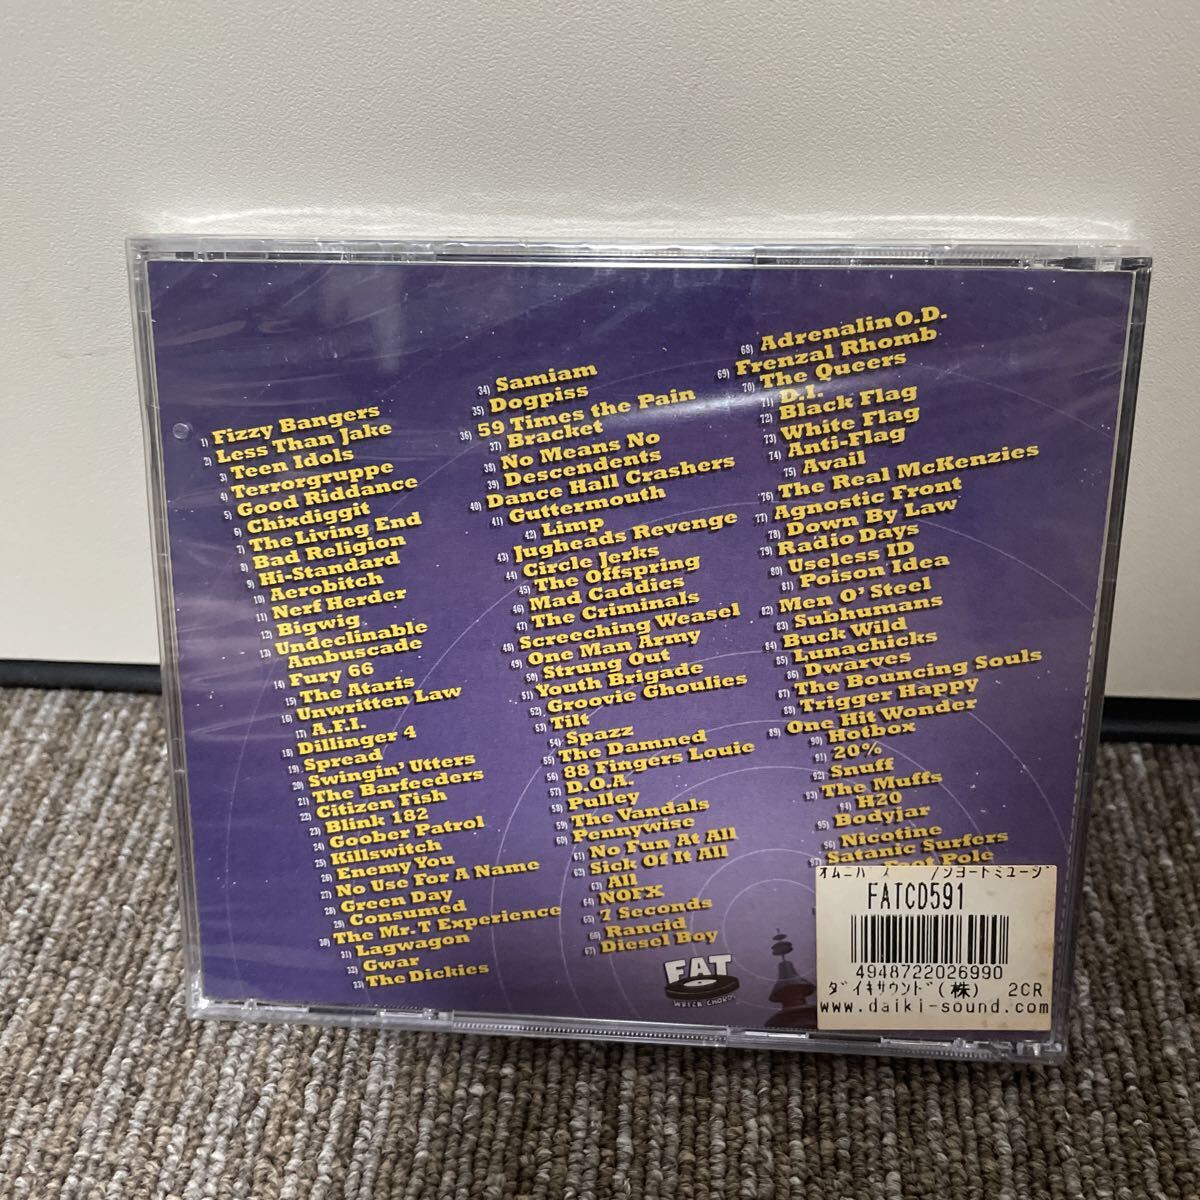 1) Fizzy Bangers
2) Less Than Jake
3) Teen Idols
4) Terrorgruppe
5) Good Riddance
6) Chixdiggit
7) The Living End
8) Bad Religion
9) Hi-Standard
10) Aerobitch
11) Nerf Herder
12) Bigwig
13) Undeclinable
Ambuscade
14) Fury 66
15) The Ataris
16) Unwritten Law
17) A.F.I.
18) Dillinger 4
19) Spread
20) Swingin' Utters
21) The Barfeeders
22) Citizen Fish
23) Blink 182
24) Goober Patrol
25) Killswitch
26) Enemy You
27) No Use For A Name
28) Green Day
29) Consumed
30) The Mr. T Experience
31) Lagwagon
32) Gwar
33) The Dickies
34) Samiam
35) Dogpiss
36) 59 Times the Pain
37) Bracket
38) No Means No
39) Descendents
40) Dance Hall Crashers
41) Guttermouth
42) Limp
43) Jugheads Revenge
44) Circle Jerks
45) The Offspring
46) Mad Caddies
47) The Criminals
48) Screeching Weasel
49) One Man Army
50) Strung Out
51) Youth Brigade
52) Groovie Ghoulies
53) Tilt
54) Spazz
55) The Damned
56) 88 Fingers Louie
57) D.O.A.
58) Pulley
59) The Vandals
60) Pennywise
61) No Fun At All
62) Sick Of It All
63) All
64) NOFX
65) 7 Seconds
66) Rancid
67) Diesel Boy
68) Adrenalin O.D.
69) Frenzal Rhomb
70) The Queers
71) D.I.
72) Black Flag
73) White Flag
74) Anti-Flag
75) Avail
76) The Real McKenzies
77) Agnostic Front
78) Down By Law
79) Radio Days
80) Useless ID
81) Poison Idea
82) Men O' Steel
83) Subhumans
84) Buck Wild
85) Lunachicks
86) Dwarves
87) The Bouncing Souls
88) Trigger Happy
89) One Hit Wonder
90) Hotbox
91) 20%
92) Snuff
93) The Muffs
94) H2O
95) Bodyjar
96) Nicotine
97) Satanic Surfers
Foot Pole
FAT
WRECK CHORDS
FATCD591
4948722026990
ﾀﾞｲｷｻｳﾝﾄﾞ(株) 2CR
www.daiki-sound.com